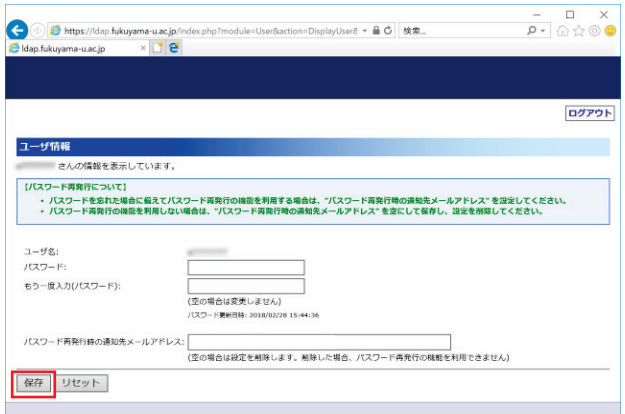 https://ldap.fukuyama-u.ac.jp/index.php?module=User&action=DisplayUserE
検索...
ldap.fukuyama-u.ac.jp
ログアウト
ユーザ情報
さんの情報を表示しています。
【パスワード再発行について】
・ パスワードを忘れた場合に備えてパスワード再発行の機能を利用する場合は、"パスワード再発行時の通知先メールアドレス" を設定してください。
・ パスワード再発行の機能を利用しない場合は、"パスワード再発行時の通知先メールアドレス" を空にして保存し、設定を削除してください。
ユーザ名:
パスワード:
もう一度入力(パスワード):
(空の場合は変更しません)
パスワード更新日時: 2018/02/28 15:44:36
パスワード再発行時の通知先メールアドレス:
(空の場合は設定を削除します。削除した場合、パスワード再発行の機能を利用できません)
保存 リセット